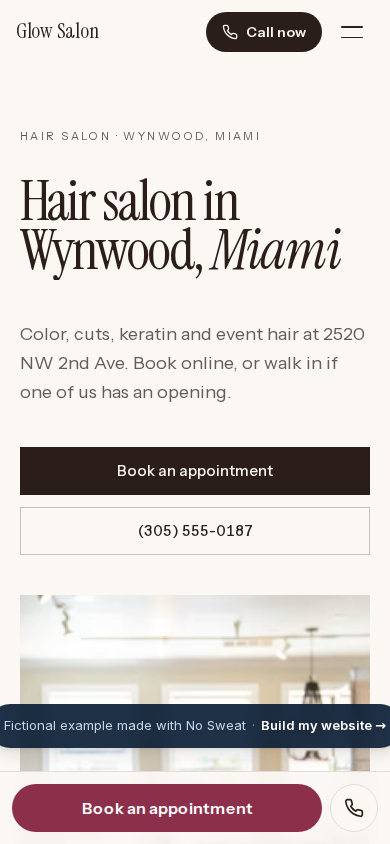 Glow Salon
Call now
HAIR SALON · WYNWOOD, MIAMI
Hair salon in
Wynwood, Miami
Color, cuts, keratin and event hair at 2520
NW 2nd Ave. Book online, or walk in if
one of us has an opening.
Book an appointment
(305) 555-0187
Fictional example made with No Sweat · Build my website →
Book an appointment